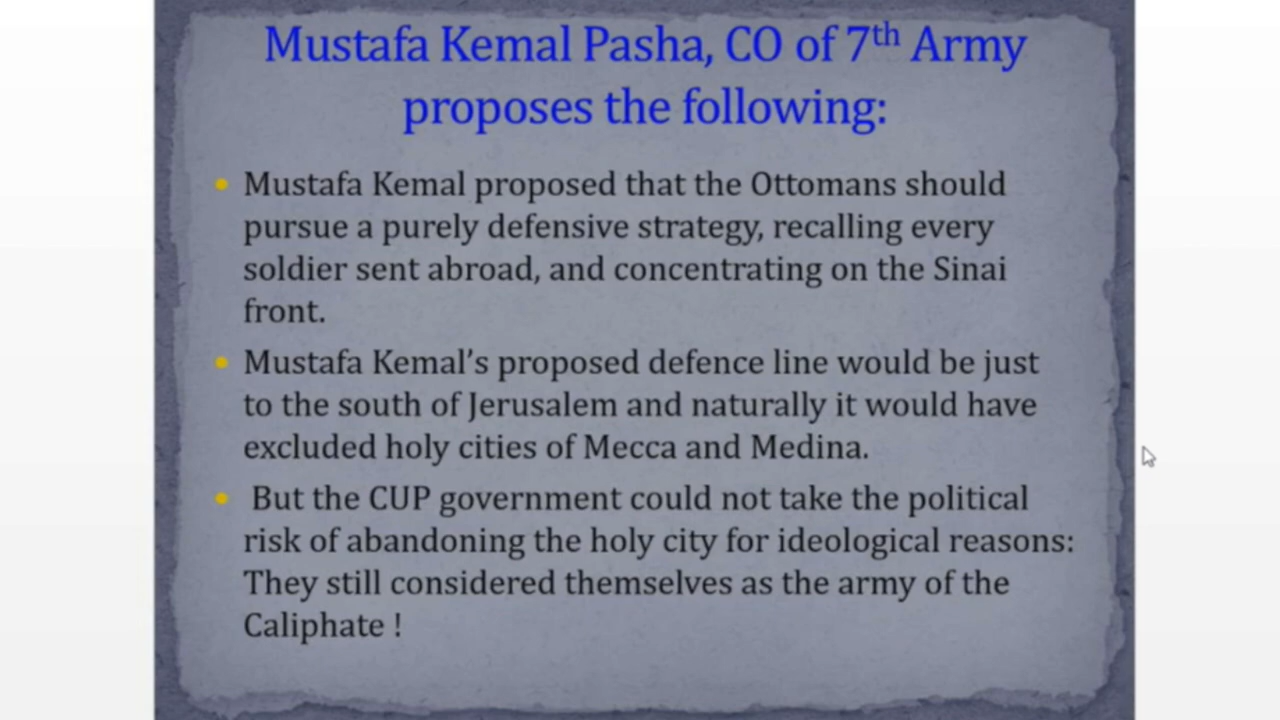 Mustafa Kemal Pasha, CO of 7th Army
proposes the following:
• Mustafa Kemal proposed that the Ottomans should
pursue a purely defensive strategy, recalling every
soldier sent abroad, and concentrating on the Sinai
front.
• Mustafa Kemal’s proposed defence line would be just
to the south of Jerusalem and naturally it would have
excluded holy cities of Mecca and Medina.
• But the CUP government could not take the political
risk of abandoning the holy city for ideological reasons:
They still considered themselves as the army of the
Caliphate !